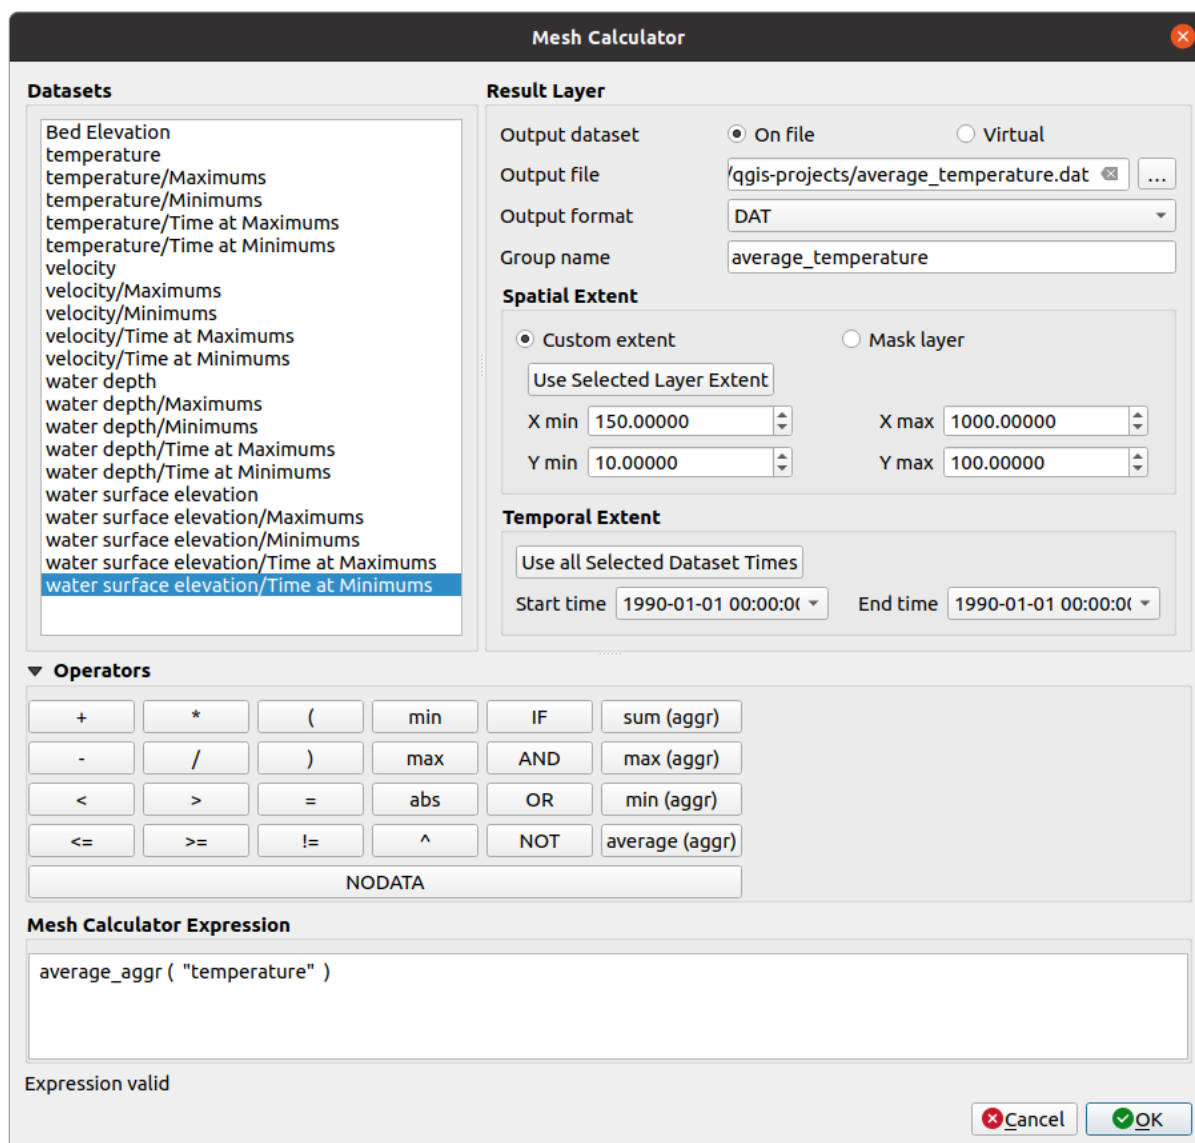 Mesh Calculator
Datasets
Bed Elevation
temperature
temperature/Maximums
temperature/Minimums
temperature/Time at Maximums
temperature/Time at Minimums
velocity
velocity/Maximums
velocity/Minimums
velocity/Time at Maximums
velocity/Time at Minimums
water depth
water depth/Maximums
water depth/Minimums
water depth/Time at Maximums
water depth/Time at Minimums
water surface elevation
water surface elevation/Maximums
water surface elevation/Minimums
water surface elevation/Time at Maximums
water surface elevation/Time at Minimums
Result Layer
Output dataset On file Virtual
Output file /qgis-projects/average_temperature.dat ...
Output format DAT
Group name average_temperature
Spatial Extent
Custom extent Mask layer
Use Selected Layer Extent
X min 150.00000 X max 1000.00000
Y min 10.00000 Y max 100.00000
Temporal Extent
Use all Selected Dataset Times
Start time 1990-01-01 00:00:0( End time 1990-01-01 00:00:0(
Operators
+ * ( min IF sum (aggr)
- / ) max AND max (aggr)
< > = abs OR min (aggr)
<= >= != ^ NOT average (aggr)
NODATA
Mesh Calculator Expression
average_aggr ( "temperature" )
Expression valid
Cancel OK